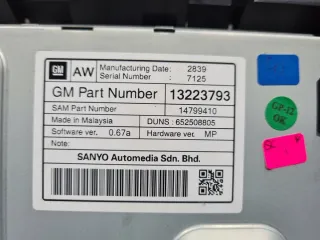 GM AW Manufacturing Date: 2839
Serial Number : 7125
GM Part Number 13223793
SAM Part Number 14799410
Made in Malaysia DUNS : 652508805
Software ver. 0.67a Hardware ver. MP
Note:
SANYO Automedia Sdn. Bhd.